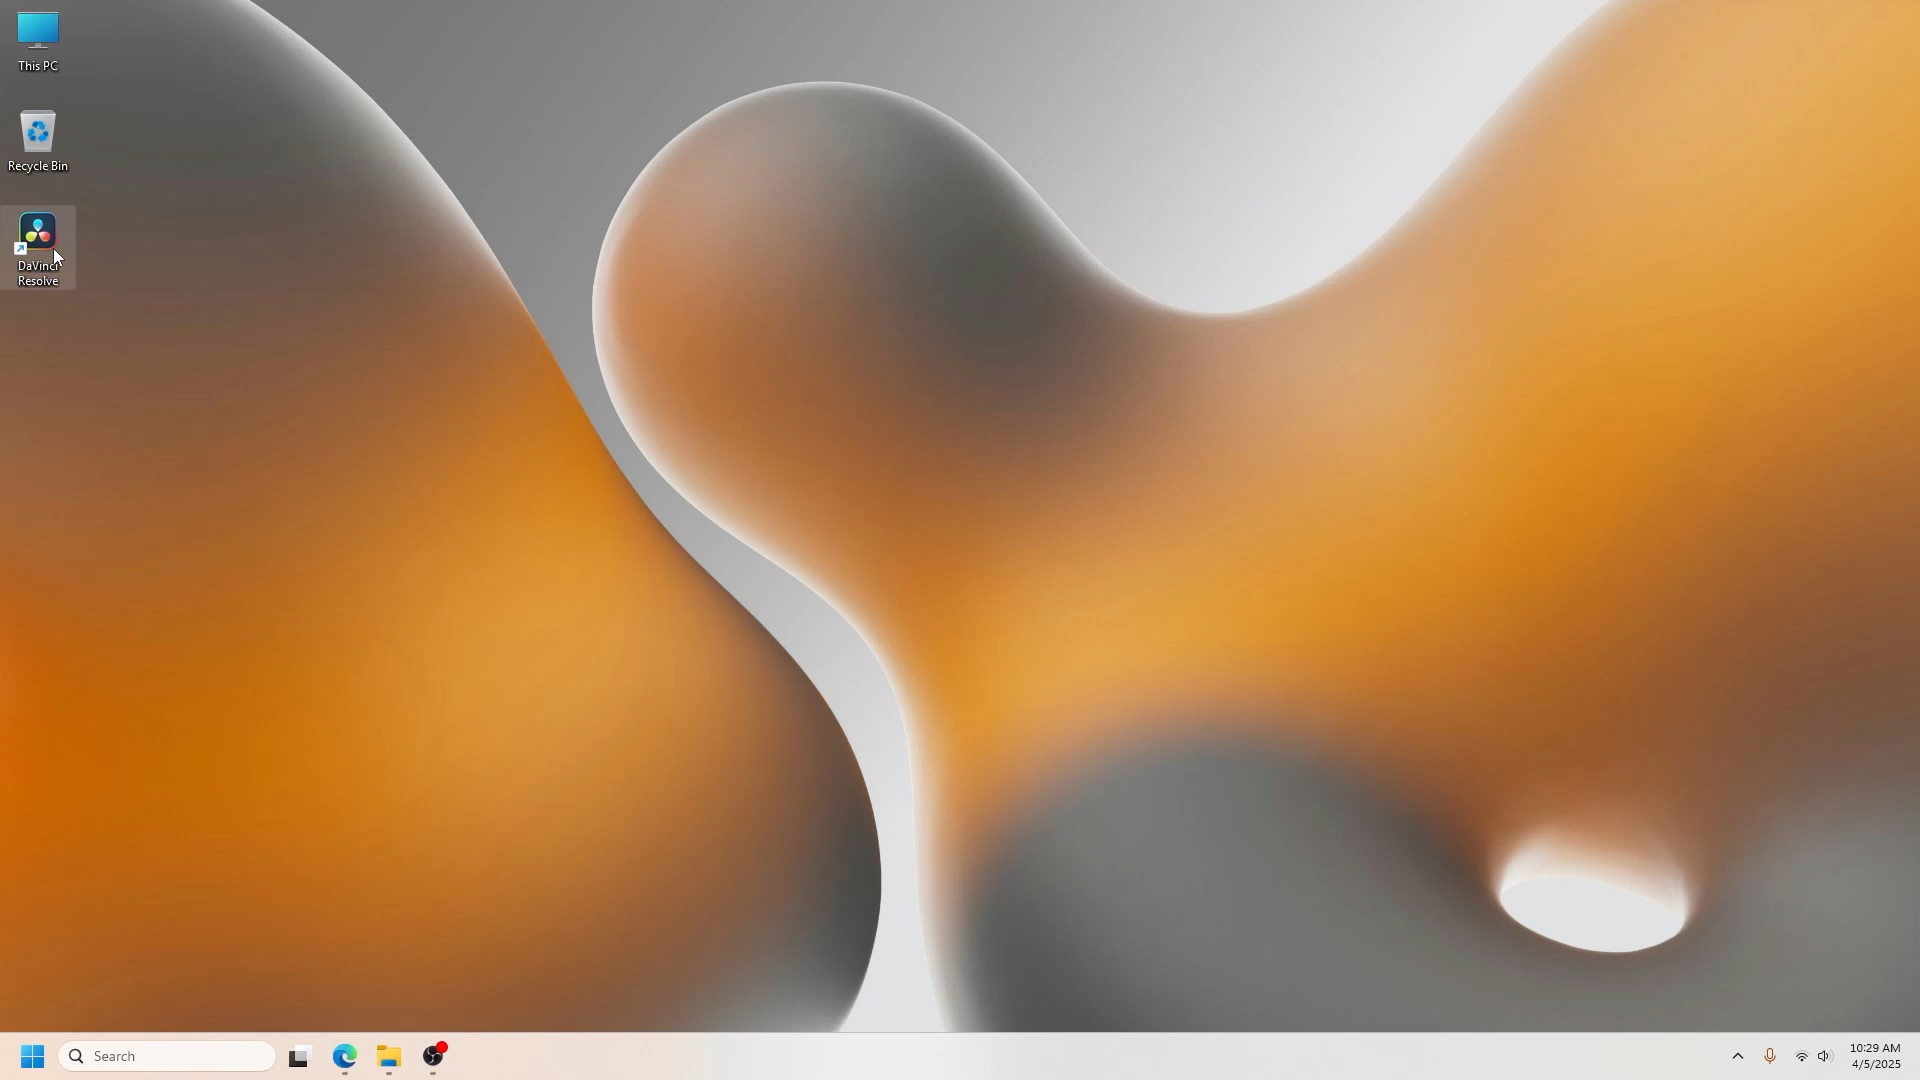 This PC
Recycle Bin
DaVinci
Resolve
Search
10:29 AM
4/5/2025